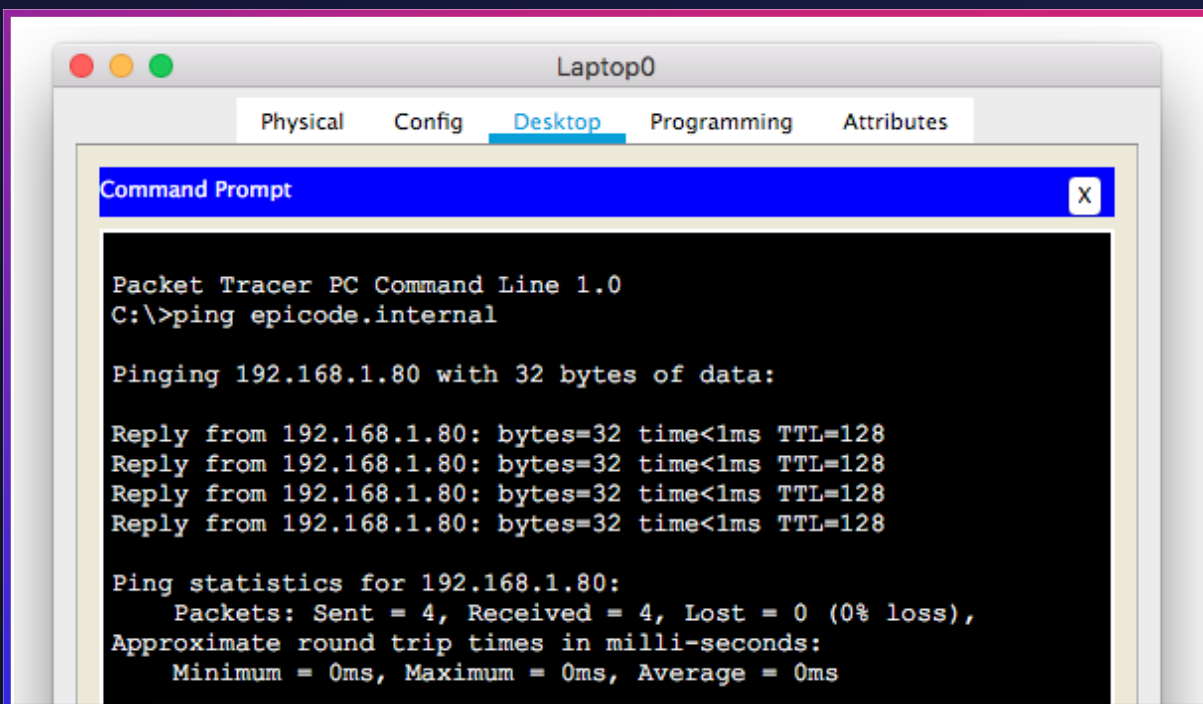 Laptop0
Physical Config Desktop Programming Attributes
Command Prompt
X
Packet Tracer PC Command Line 1.0
C:\>ping epicode.internal
Pinging 192.168.1.80 with 32 bytes of data:
Reply from 192.168.1.80: bytes=32 time<1ms TTL=128
Reply from 192.168.1.80: bytes=32 time<1ms TTL=128
Reply from 192.168.1.80: bytes=32 time<1ms TTL=128
Reply from 192.168.1.80: bytes=32 time<1ms TTL=128
Ping statistics for 192.168.1.80:
    Packets: Sent = 4, Received = 4, Lost = 0 (0% loss),
Approximate round trip times in milli-seconds:
    Minimum = 0ms, Maximum = 0ms, Average = 0ms